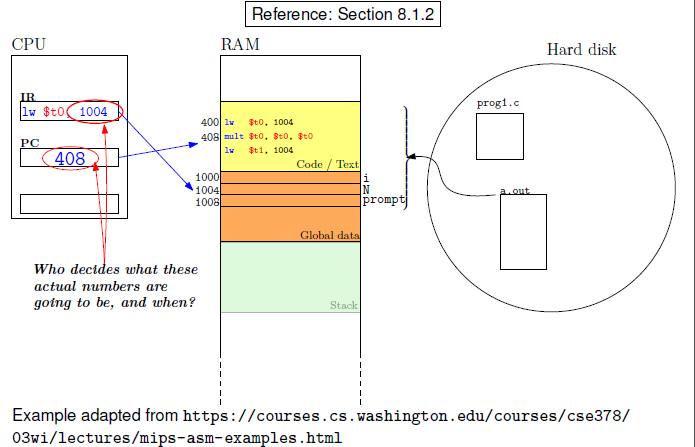 Reference: Section 8.1.2
CPU
RAM
Hard disk
IR
lw $t0, 1004
PC
408
400
408
lw $t0, 1004
mult $t0, $t0, $t0
lw $t1, 1004
Code / Text
1000
1004
1008
i
N
prompt
Global data
Stack
prog1.c
a.out
Who decides what these
actual numbers are
going to be, and when?
Example adapted from https://courses.cs.washington.edu/courses/cse378/
03wi/lectures/mips-asm-examples.html